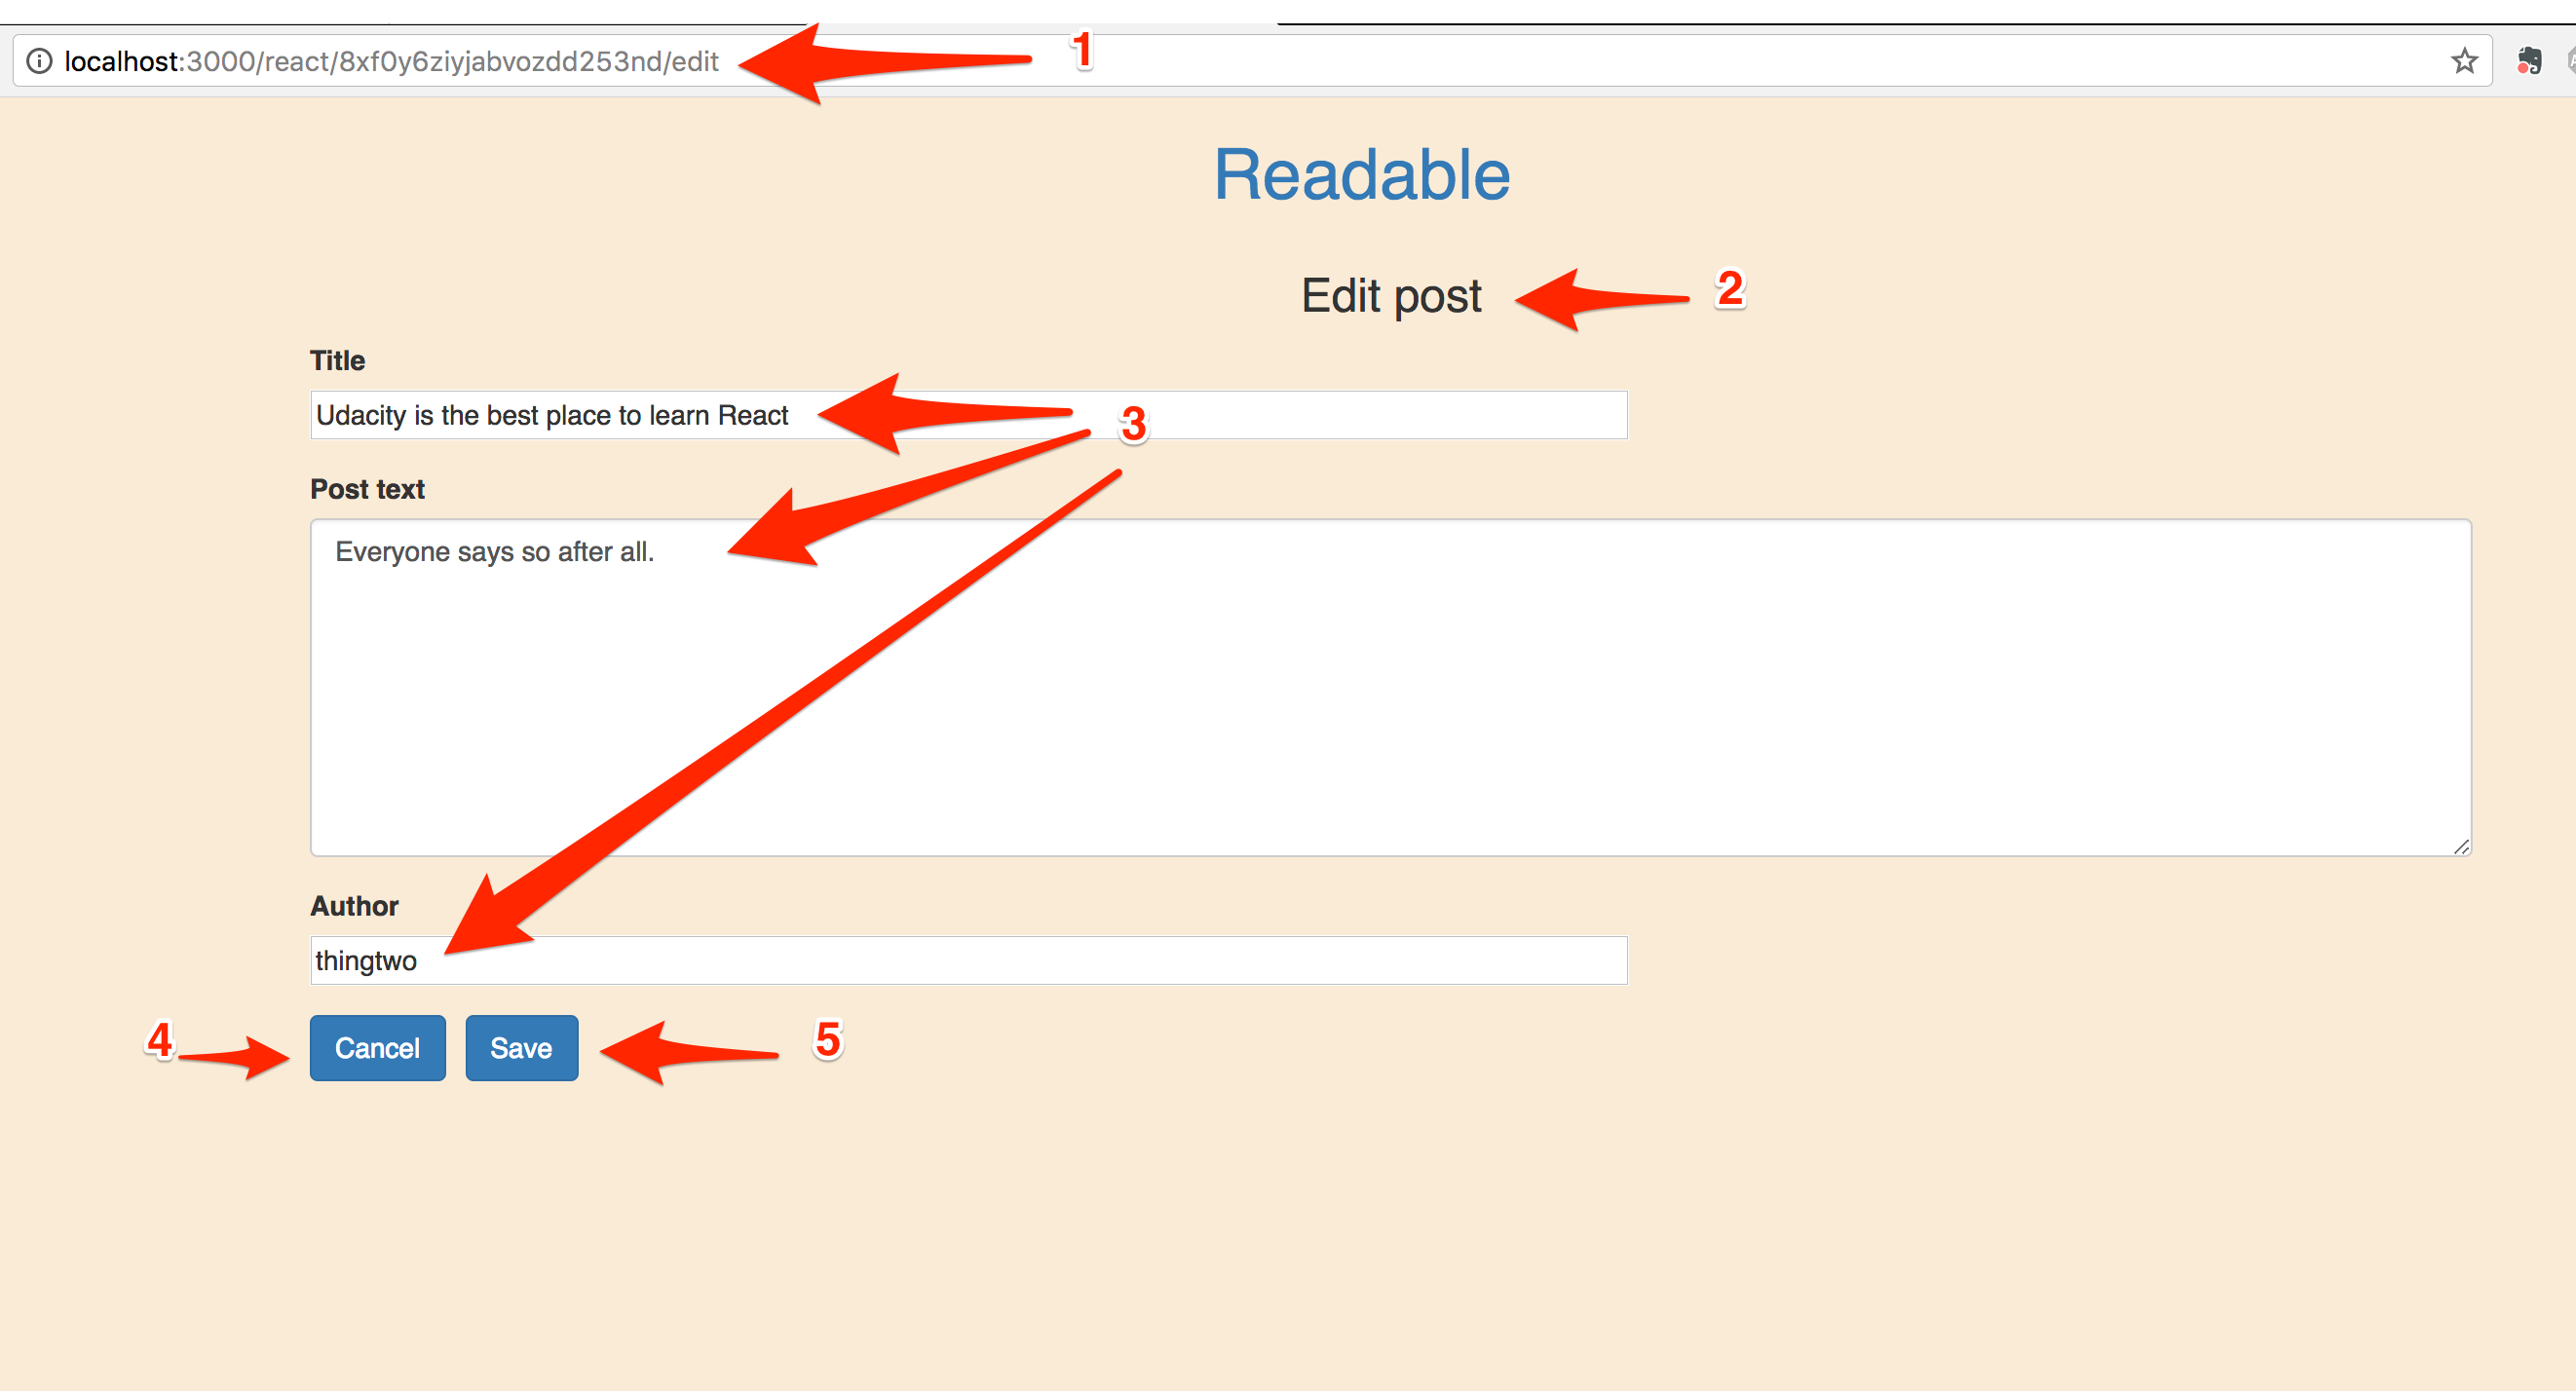 localhost:3000/react/8xf0y6ziyjabvozdd253nd/edit
1
Readable
Edit post
2
Title
Udacity is the best place to learn React
3
Post text
Everyone says so after all.
Author
thingtwo
4
Cancel
Save
5